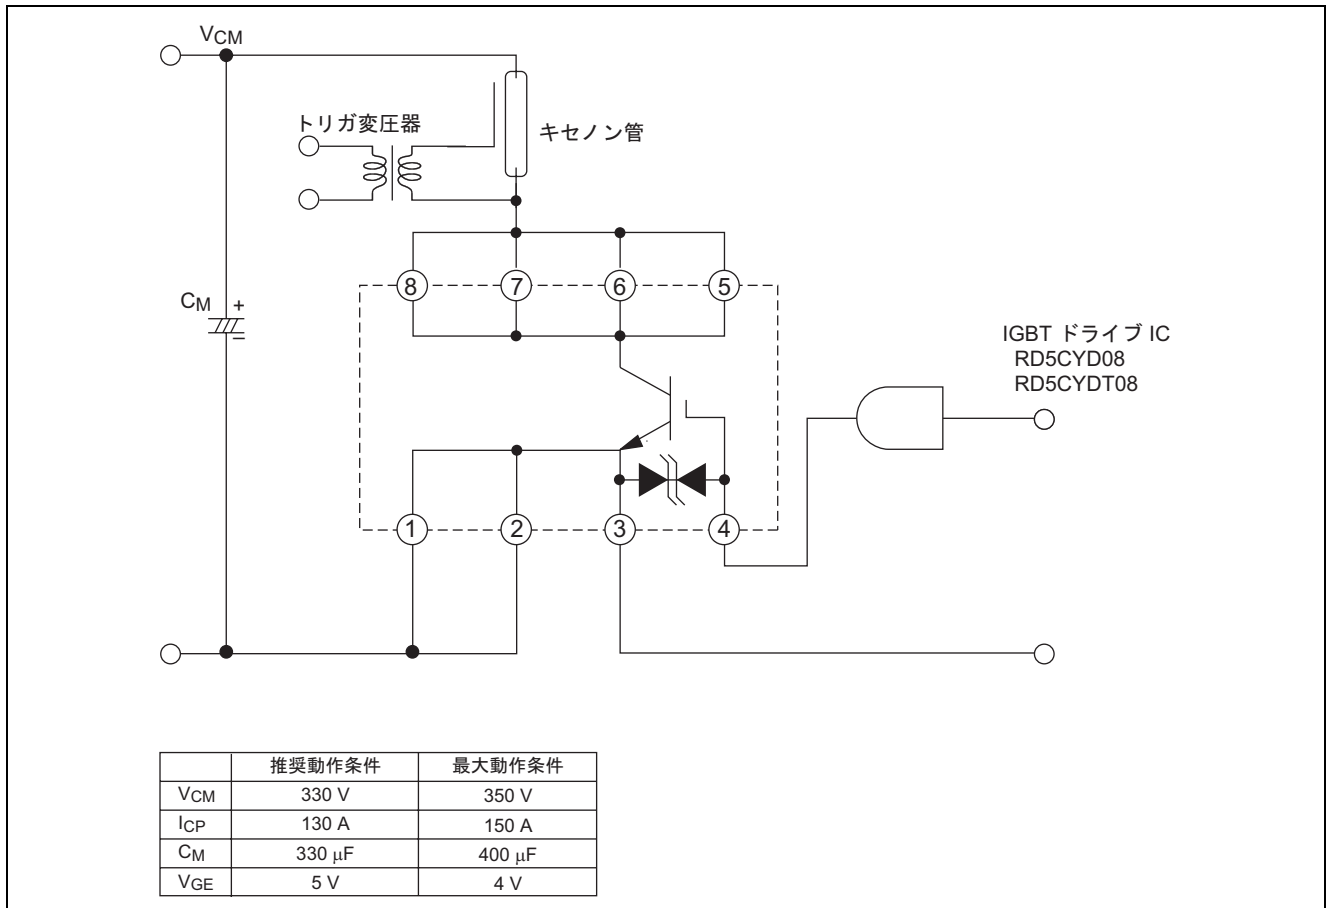 VCM
トリガ変圧器
キセノン管
8 7 6 5
CM +
–
IGBT ドライブ IC
RD5CYD08
RD5CYDT08
1 2 3 4
推奨動作条件 最大動作条件
VCM 330 V 350 V
ICP 130 A 150 A
CM 330 μF 400 μF
VGE 5 V 4 V